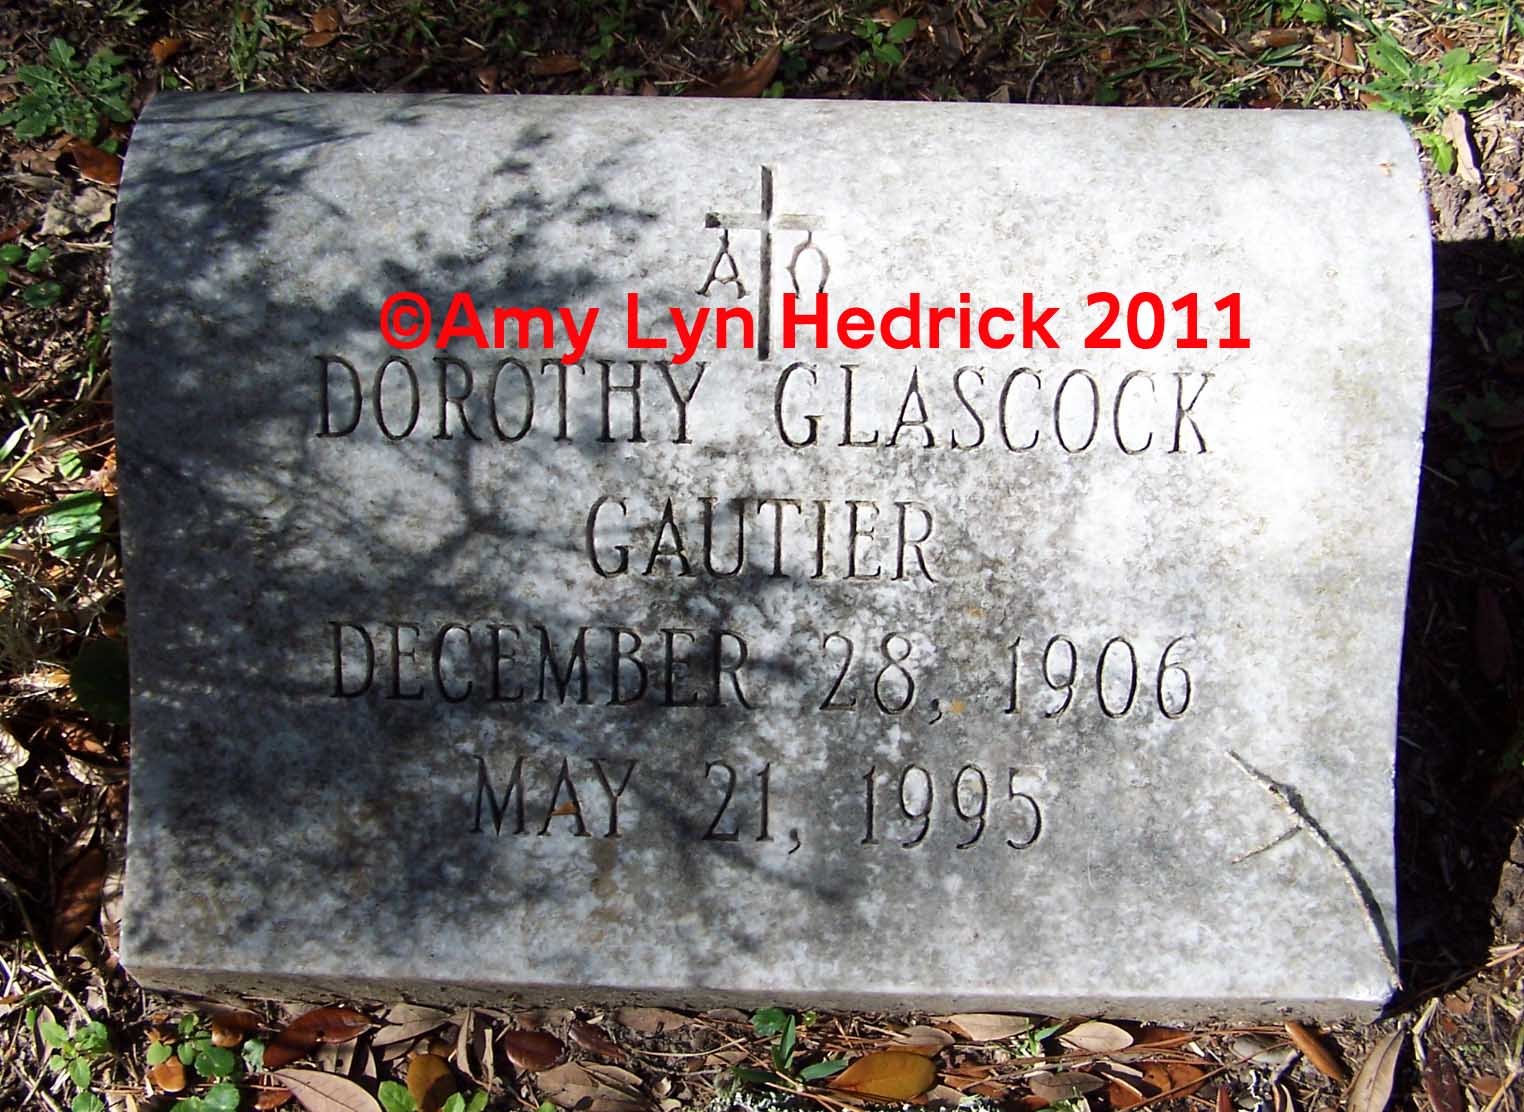 Α Ω
©Amy Lyn Hedrick 2011
DOROTHY GLASCOCK
GAUTIER
DECEMBER 28, 1906
MAY 21, 1995